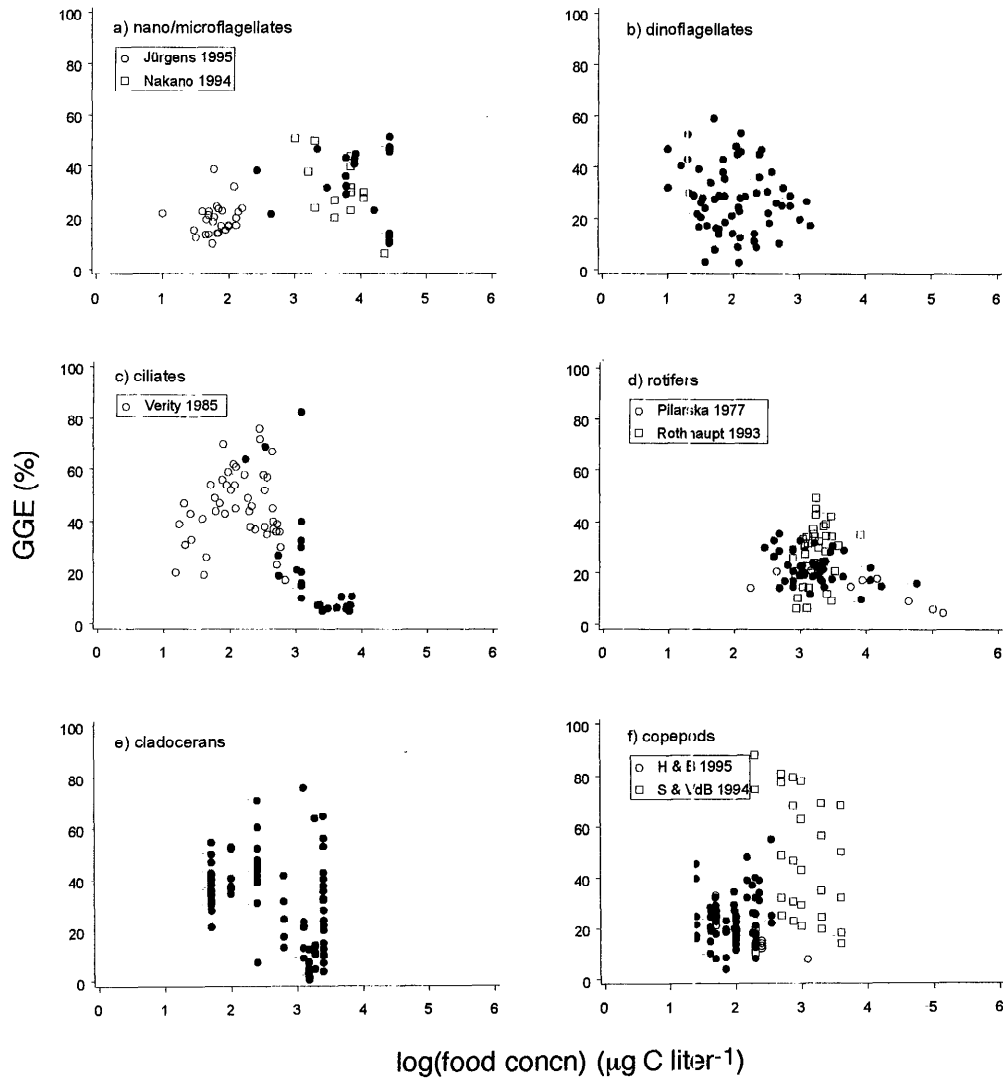 a) nano/microflagellates
Jürgens 1995
Nakano 1994
100
80
60
40
20
0
0 1 2 3 4 5 6
b) dinoflagellates
100
80
60
40
20
0
0 1 2 3 4 5 6
c) ciliates
Verity 1985
100
80
60
40
20
0
0 1 2 3 4 5 6
d) rotifers
Pilarska 1977
Rothhaupt 1993
100
80
60
40
20
0
0 1 2 3 4 5 6
GGE (%)
e) cladocerans
100
80
60
40
20
0
0 1 2 3 4 5 6
f) copepods
H & B 1995
S & VdB 1994
100
80
60
40
20
0
0 1 2 3 4 5 6
log(food concn) (µg C liter-1)